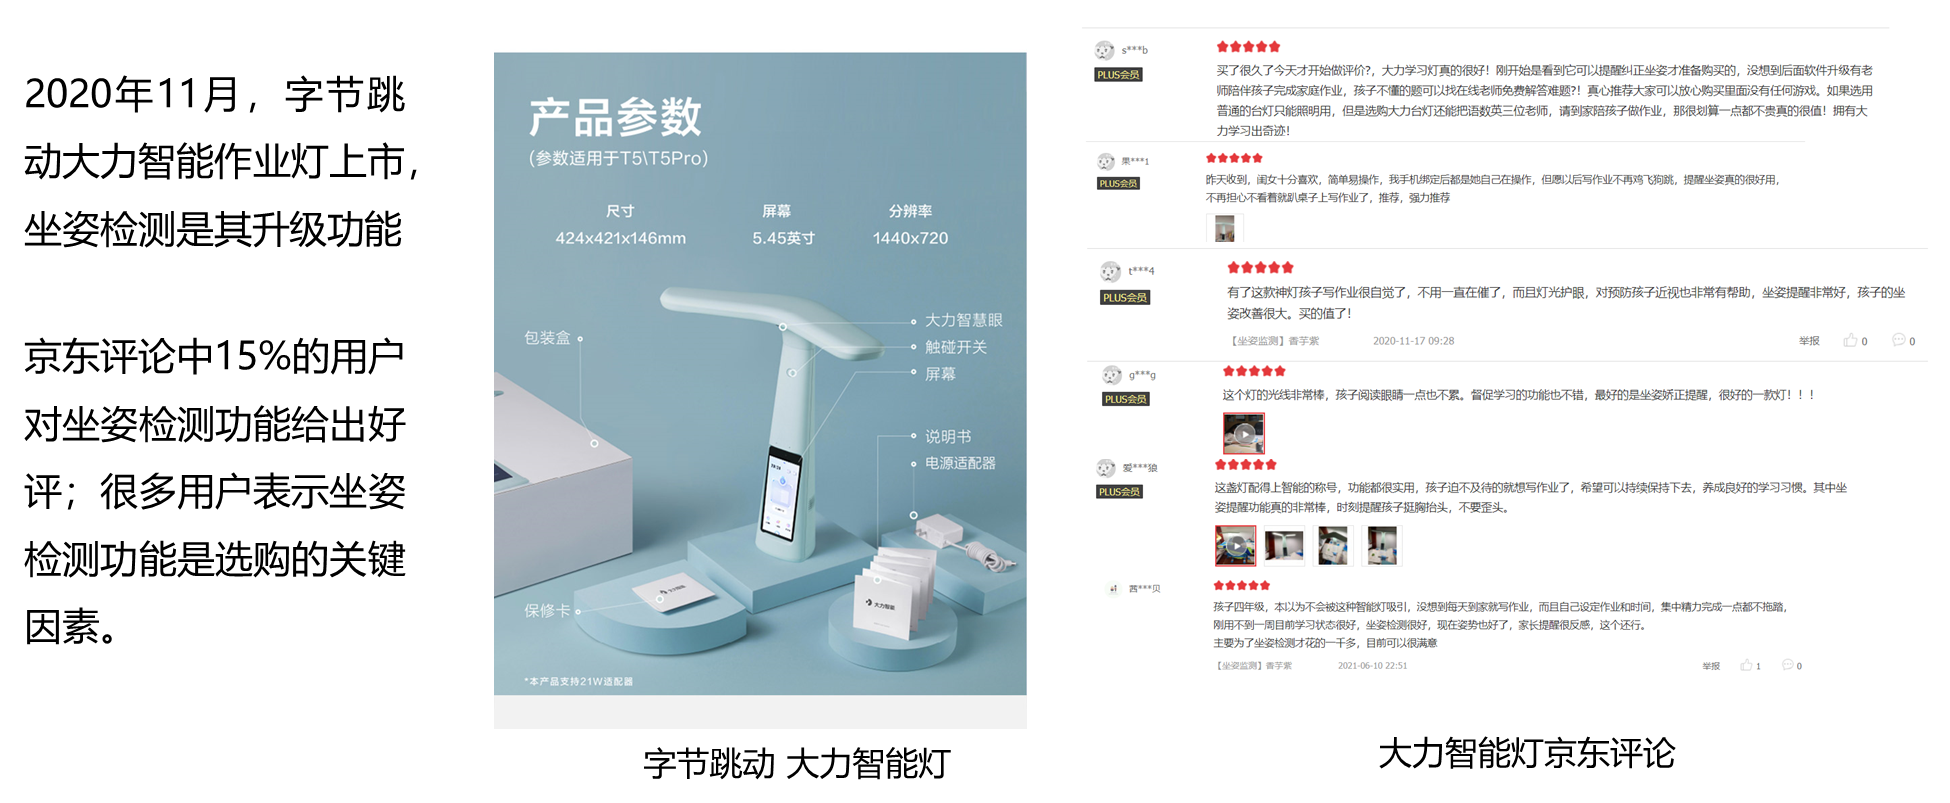 2020年11月，字节跳
动大力智能作业灯上市，
坐姿检测是其升级功能
京东评论中15%的用户
对坐姿检测功能给出好
评；很多用户表示坐姿
检测功能是选购的关键
因素。
产品参数
(参数适用于T5\T5Pro)
尺寸
屏幕
分辨率
424x421x146mm
5.45英寸
1440x720
大力智慧眼
触碰开关
屏幕
包装盒
说明书
电源适配器
保修卡
大力智能
*本产品支持21W适配器
字节跳动 大力智能灯
s***b
PLUS会员
买了很久了今天才开始做评价?，大力学习灯真的很好！刚开始是看到它可以提醒纠正坐姿才准备购买的，没想到后面软件升级有老
师陪伴孩子完成家庭作业，孩子不懂的题可以找在线老师免费解答难题?！真心推荐大家可以放心购买里面没有任何游戏。如果选用
普通的台灯只能照明用，但是选购大力台灯还能把语数英三位老师，请到家陪孩子做作业，那很划算一点都不贵真的很值！拥有大
力学习出奇迹！
果***1
PLUS会员
昨天收到，闺女十分喜欢，简单易操作，我手机绑定后都是她自己在操作，但愿以后写作业不再鸡飞狗跳，提醒坐姿真的很好用，
不再担心不看着就趴桌子上写作业了，推荐，强力推荐
t***4
PLUS会员
有了这款神灯孩子写作业很自觉了，不用一直在催了，而且灯光护眼，对预防孩子近视也非常有帮助，坐姿提醒非常好，孩子的坐
姿改善很大。买的值了！
【坐姿监测】香芋紫
2020-11-17 09:28
举报
0
0
g***g
PLUS会员
这个灯的光线非常棒，孩子阅读眼睛一点也不累。督促学习的功能也不错，最好的是坐姿娇正提醒，很好的一款灯！！！
爱***狼
PLUS会员
这盏灯配得上智能的称号，功能都很实用，孩子迫不及待的就想写作业了，希望可以持续保持下去，养成良好的学习习惯。其中坐
姿提醒功能真的非常棒，时刻提醒孩子挺胸抬头，不要歪头。
茜***贝
孩子四年级，本以为不会被这种智能灯吸引，没想到每天到家就写作业，而且自己设定作业和时间，集中精力完成一点都不拖踏，
刚用不到一周目前学习状态很好，坐姿检测很好，现在姿势也好了，家长提醒很反感，这个还行。
主要为了坐姿检测才花的一千多，目前可以很满意
【坐姿监测】香芋紫
2021-06-10 22:51
举报
1
0
大力智能灯京东评论